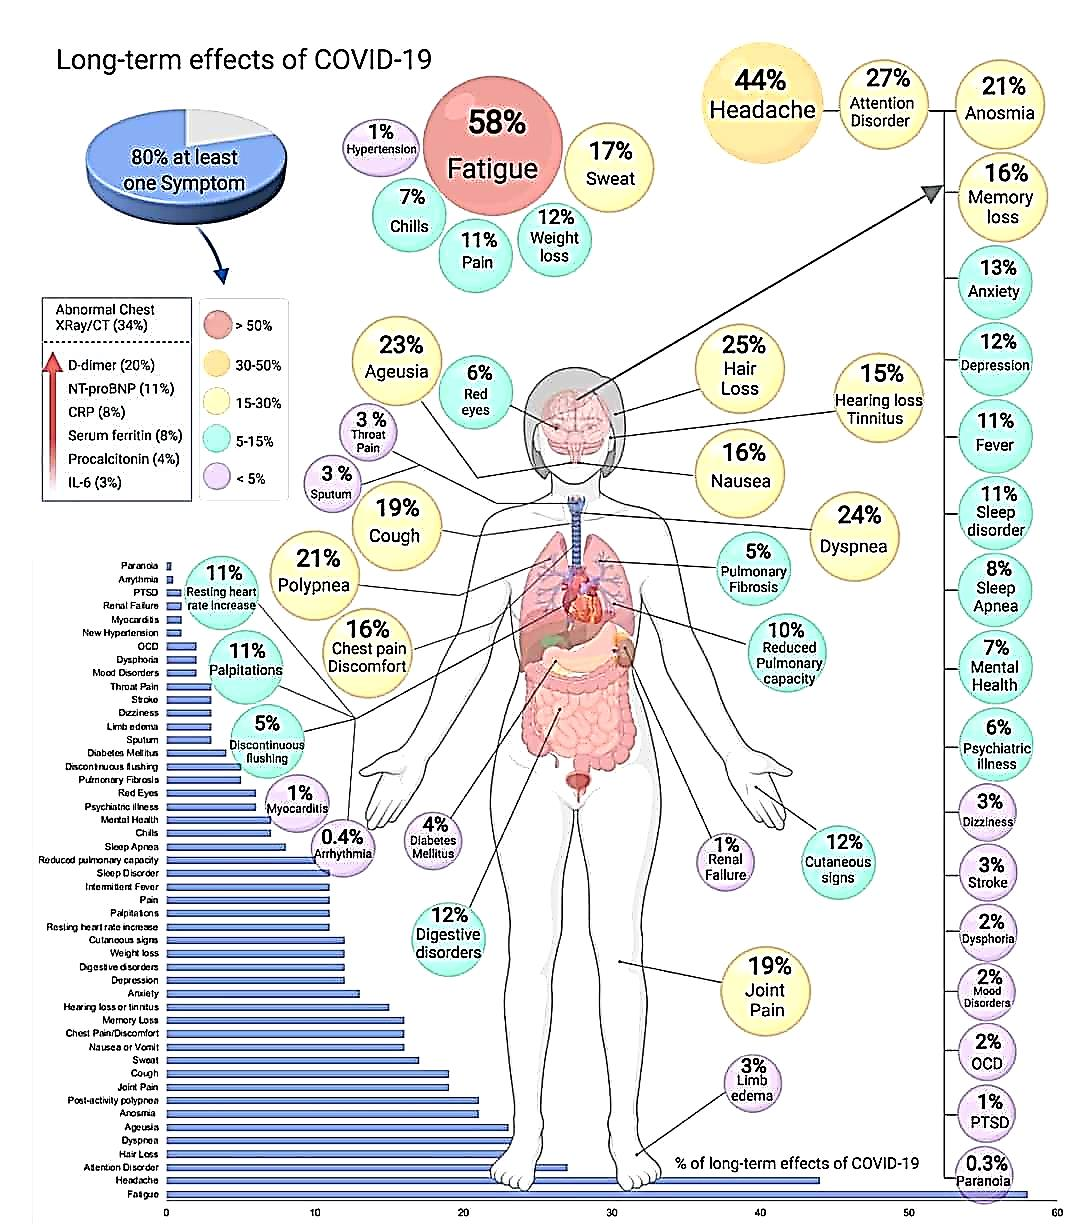 Long-term effects of COVID-19
80% at least
one Symptom
1%
Hypertension
58%
Fatigue
17%
Sweat
7%
Chills
11%
Pain
12%
Weight
loss
44%
Headache
27%
Attention
Disorder
21%
Anosmia
16%
Memory
loss
13%
Anxiety
12%
Depression
11%
Fever
11%
Sleep
disorder
8%
Sleep
Apnea
7%
Mental
Health
6%
Psychiatric
illness
3%
Dizziness
3%
Stroke
2%
Dysphoria
2%
Mood
Disorders
2%
OCD
1%
PTSD
0.3%
Paranoia
Abnormal Chest
XRay/CT (34%)
D-dimer (20%)
NT-proBNP (11%)
CRP (8%)
Serum ferritin (8%)
Procalcitonin (4%)
IL-6 (3%)
> 50%
30-50%
15-30%
5-15%
< 5%
23%
Ageusia
6%
Red
eyes
3 %
Throat
Pain
3 %
Sputum
19%
Cough
21%
Polypnea
16%
Chest pain
Discomfort
11%
Resting heart
rate increase
11%
Palpitations
5%
Discontinuous
flushing
1%
Myocarditis
0.4%
Arrhythmia
4%
Diabetes
Mellitus
12%
Digestive
disorders
25%
Hair
Loss
15%
Hearing loss
Tinnitus
16%
Nausea
24%
Dyspnea
5%
Pulmonary
Fibrosis
10%
Reduced
Pulmonary
capacity
1%
Renal
Failure
12%
Cutaneous
signs
19%
Joint
Pain
3%
Limb
edema
% of long-term effects of COVID-19
Paranoia
Arrythmia
PTSD
Renal Failure
Myocarditis
New Hypertension
OCD
Dysphoria
Mood Disorders
Throat Pain
Stroke
Dizziness
Limb edema
Sputum
Diabetes Mellitus
Discontinuous flushing
Pulmonary Fibrosis
Red Eyes
Psychiatric illness
Mental Health
Chills
Sleep Apnea
Reduced pulmonary capacity
Sleep Disorder
Intermittent Fever
Pain
Palpitations
Resting heart rate increase
Cutaneous signs
Weight loss
Digestive disorders
Depression
Anxiety
Hearing loss or tinnitus
Memory Loss
Chest Pain/Discomfort
Nausea or Vomit
Sweat
Cough
Joint Pain
Post-activity polypnea
Anosmia
Ageusia
Dyspnea
Hair Loss
Attention Disorder
Headache
Fatigue
0 10 20 30 40 50 60